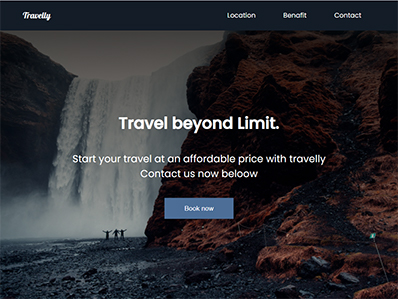 Travelly
Location Benafit Contact
Travel beyond Limit.
Start your travel at an affordable price with travelly
Contact us now beloow
Book now